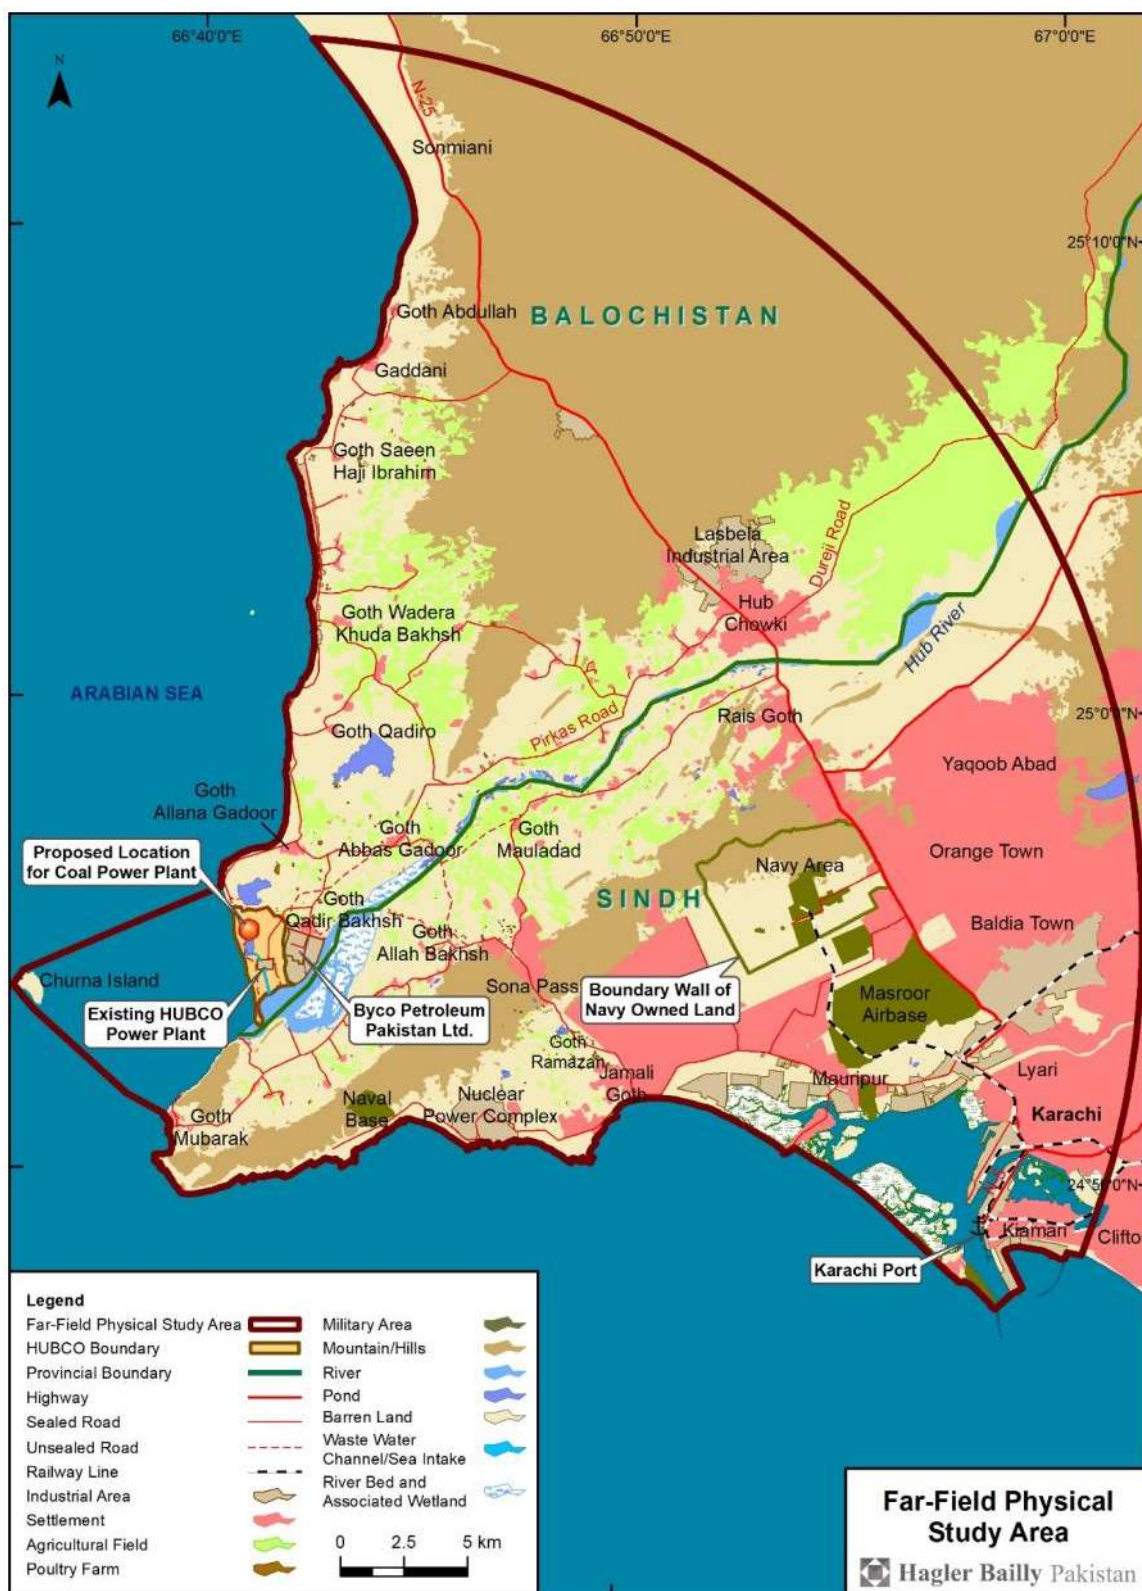 66°40'0"E
66°50'0"E
67°0'0"E
N
N-25
Sonmiani
25°10'0"N
Goth Abdullah
BALOCHISTAN
Gaddani
Goth Saeen
Haji Ibrahim
Lasbela
Industrial Area
Dureji Road
Hub
Chowki
Goth Wadera
Khuda Bakhsh
Hub River
ARABIAN SEA
25°0'0"N
Rais Goth
Pirkas Road
Goth Qadiro
Yaqoob Abad
Goth
Allana Gadoor
Goth
Abbas Gadoor
Goth
Mauladad
Proposed Location
for Coal Power Plant
Orange Town
Navy Area
SINDH
Goth
Qadir Bakhsh
Baldia Town
Goth
Allah Bakhsh
Churna Island
Sona Pass
Boundary Wall of
Navy Owned Land
Masroor
Airbase
Existing HUBCO
Power Plant
Byco Petroleum
Pakistan Ltd.
Goth
Ramazan
Lyari
Jamali
Goth
Mauripur
Naval
Base
Nuclear
Power Complex
Goth
Mubarak
Karachi
24°50'0"N
Kiamari
Clifto
Karachi Port
Legend
Far-Field Physical Study Area
HUBCO Boundary
Provincial Boundary
Highway
Sealed Road
Unsealed Road
Railway Line
Industrial Area
Settlement
Agricultural Field
Poultry Farm
Military Area
Mountain/Hills
River
Pond
Barren Land
Waste Water
Channel/Sea Intake
River Bed and
Associated Wetland
0 2.5 5 km
Far-Field Physical
Study Area
Hagler Bailly Pakistan